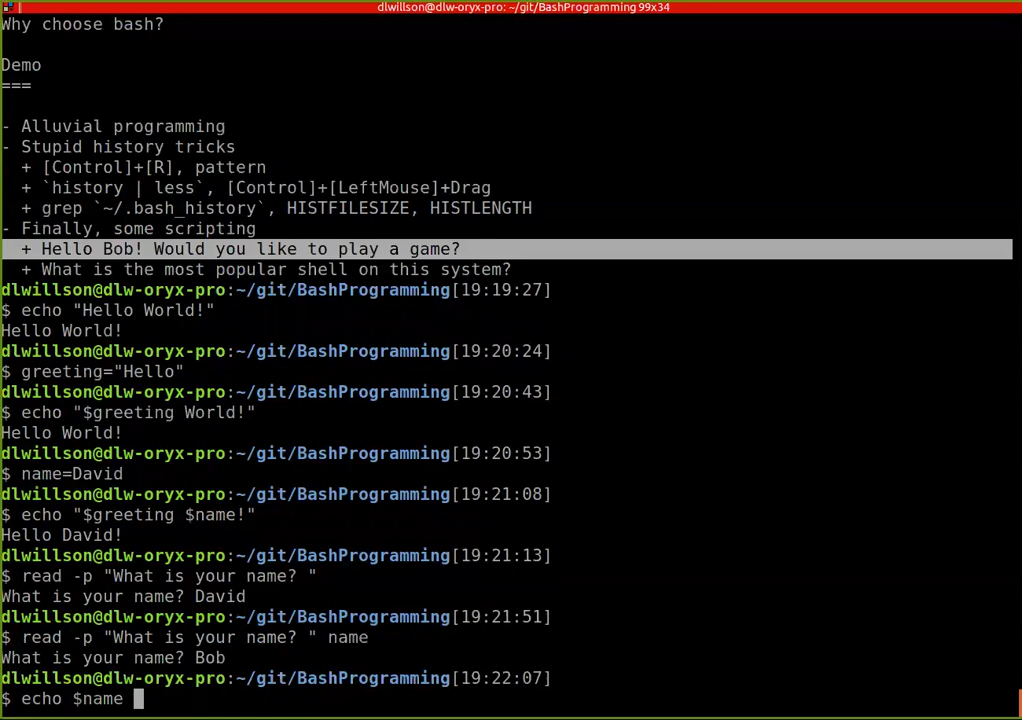 dlwillson@dlw-oryx-pro: ~/git/BashProgramming 99x34
Why choose bash?
Demo
===
- Alluvial programming
- Stupid history tricks
+ [Control]+[R], pattern
+ `history | less`, [Control]+[LeftMouse]+Drag
+ grep `~/.bash_history`, HISTFILESIZE, HISTLENGTH
- Finally, some scripting
+ Hello Bob! Would you like to play a game?
+ What is the most popular shell on this system?
dlwillson@dlw-oryx-pro:~/git/BashProgramming[19:19:27]
$ echo "Hello World!"
Hello World!
dlwillson@dlw-oryx-pro:~/git/BashProgramming[19:20:24]
$ greeting="Hello"
dlwillson@dlw-oryx-pro:~/git/BashProgramming[19:20:43]
$ echo "$greeting World!"
Hello World!
dlwillson@dlw-oryx-pro:~/git/BashProgramming[19:20:53]
$ name=David
dlwillson@dlw-oryx-pro:~/git/BashProgramming[19:21:08]
$ echo "$greeting $name!"
Hello David!
dlwillson@dlw-oryx-pro:~/git/BashProgramming[19:21:13]
$ read -p "What is your name? "
What is your name? David
dlwillson@dlw-oryx-pro:~/git/BashProgramming[19:21:51]
$ read -p "What is your name? " name
What is your name? Bob
dlwillson@dlw-oryx-pro:~/git/BashProgramming[19:22:07]
$ echo $name